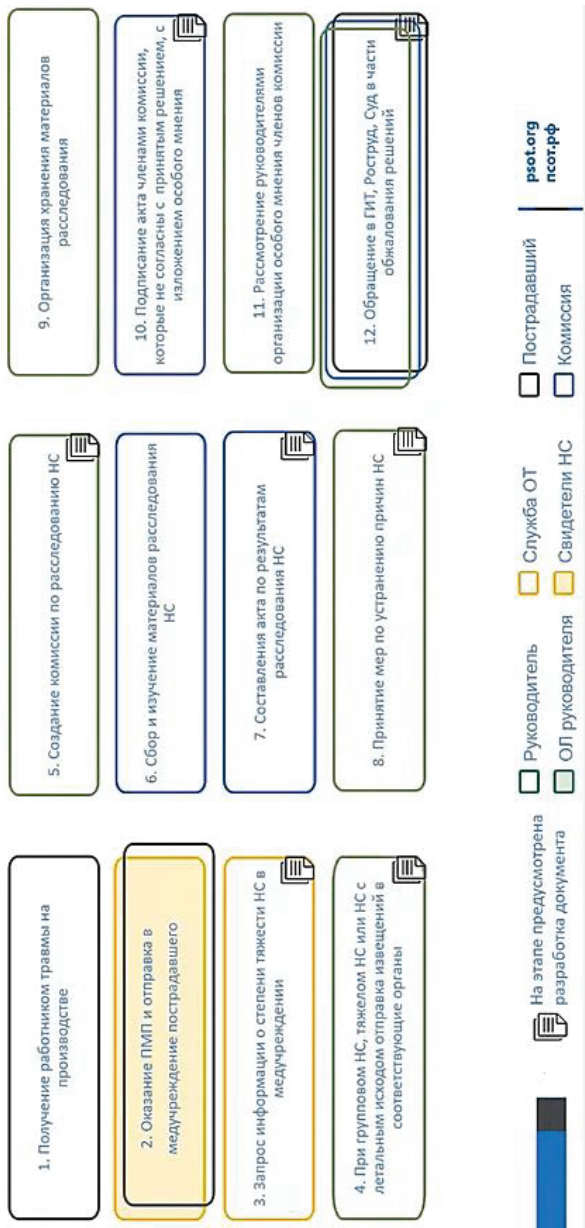 1. Получение работником травмы на
производстве
2. Оказание ПМП и отправка в
медучреждение пострадавшего
3. Запрос информации о степени тяжести НС в
медучреждении
4. При групповом НС, тяжелом НС или НС с
летальным исходом отправка извещений в
соответствующие органы
5. Создание комиссии по расследованию НС
6. Сбор и изучение материалов расследования
НС
7. Составления акта по результатам
расследования НС
8. Принятие мер по устранению причин НС
9. Организация хранения материалов
расследования
10. Подписание акта членами комиссии,
которые не согласны с принятым решением, с
изложением особого мнения
11. Рассмотрение руководителями
организации особого мнения членов комиссии
12. Обращение в ГИТ, Роструд, Суд в части
обжалования решений
На этапе предусмотрена
разработка документа
Руководитель
ОЛ руководителя
Служба ОТ
Свидетели НС
Пострадавший
Комиссия
psot.org
псот.рф